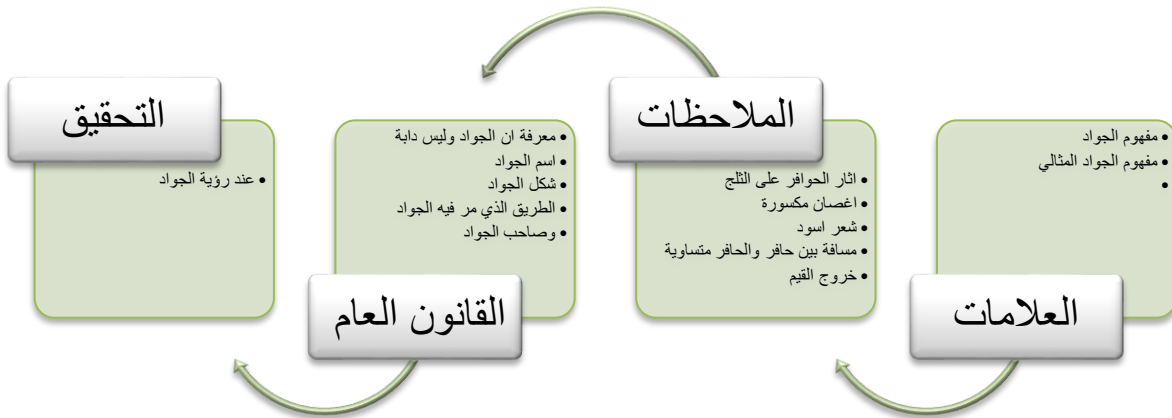 العلامات
• مفهوم الجواد
• مفهوم الجواد المثالي
•
الملاحظات
• اثار الحوافر على الثلج
• اغصان مكسورة
• شعر اسود
• مسافة بين حافر والحافر متساوية
• خروج القيم
القانون العام
• معرفة ان الجواد وليس دابة
• اسم الجواد
• شكل الجواد
• الطريق الذي مر فيه الجواد
• وصاحب الجواد
التحقيق
• عند رؤية الجواد